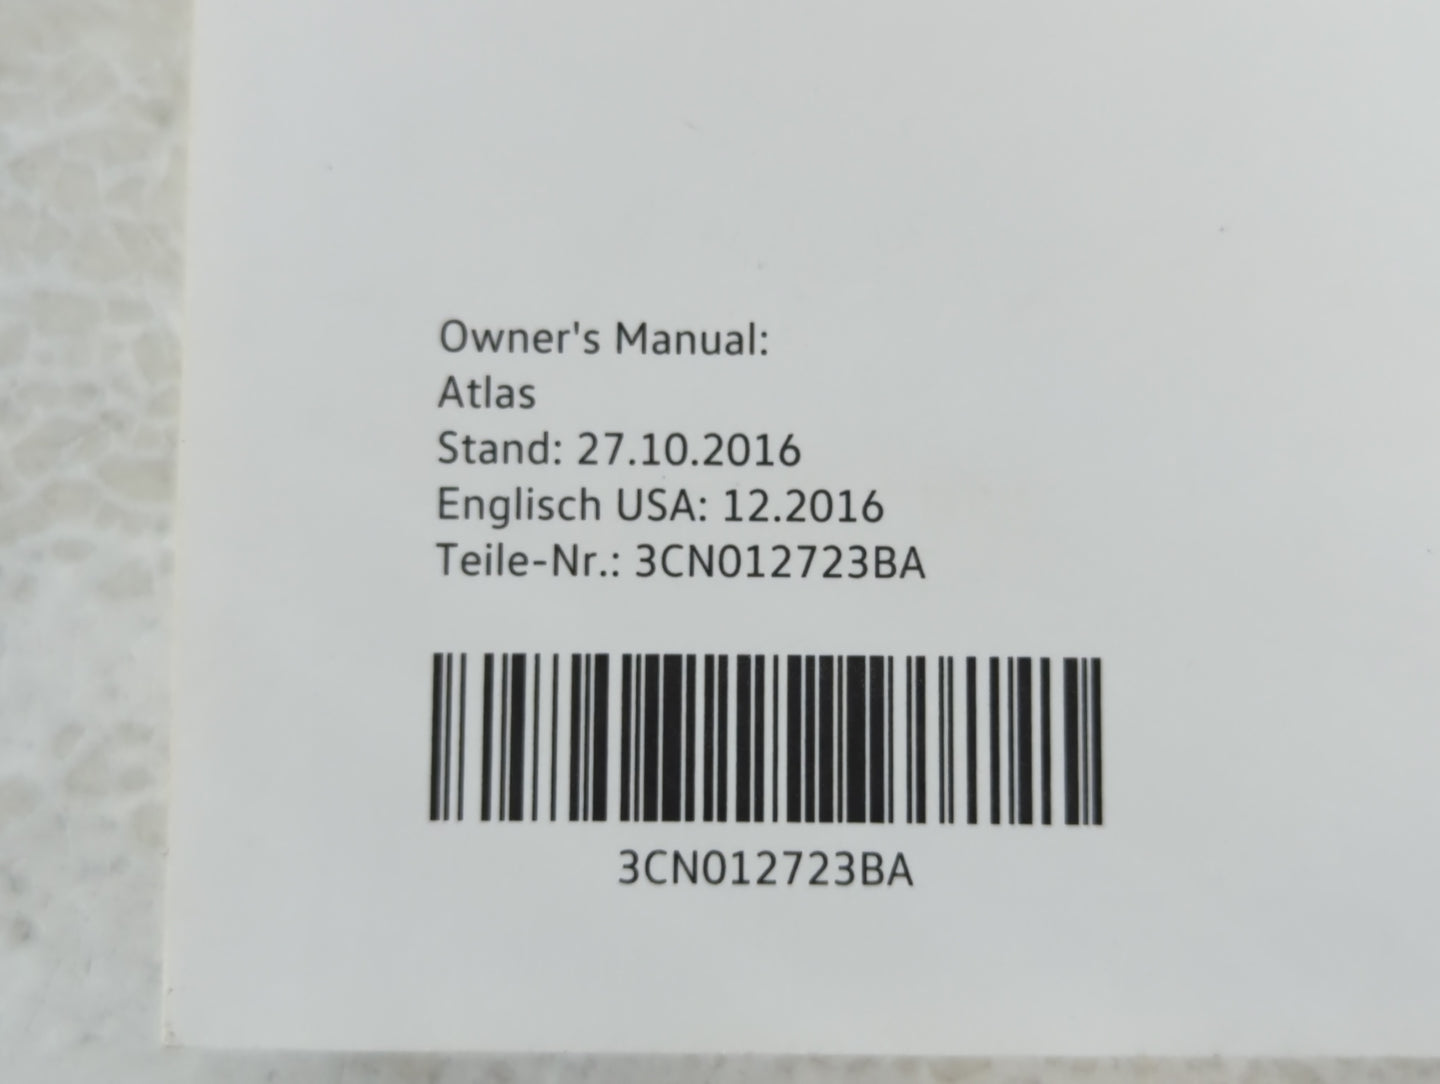 Owner's Manual:
Atlas
Stand: 27.10.2016
Englisch USA: 12.2016
Teile-Nr.: 3CN012723BA
3CN012723BA